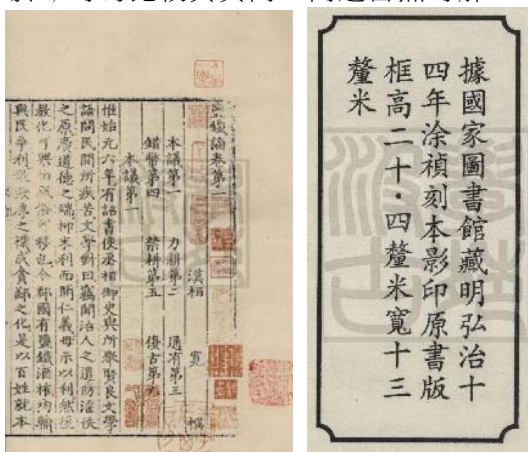 鹽鐵論卷第一
漢 桓 寬 撰
本議第一 力耕第二 通有第三
錯幣第四 禁耕第五 復古第六
本議第一
惟始元六年有詔書使丞相御史與所舉賢良文學
語問民間所疾苦文學對曰竊聞治人之道防淫佚
之原廣道德之端抑末利而開仁義毋示以利然後
教化可興而風俗可移也今郡國有鹽鐵酒榷均輸
與民爭利散敦厚之樸成貪鄙之化是以百姓就本
據國家圖書館藏明弘治十
四年涂禎刻本影印原書版
框高二十·四釐米寬十三
釐米